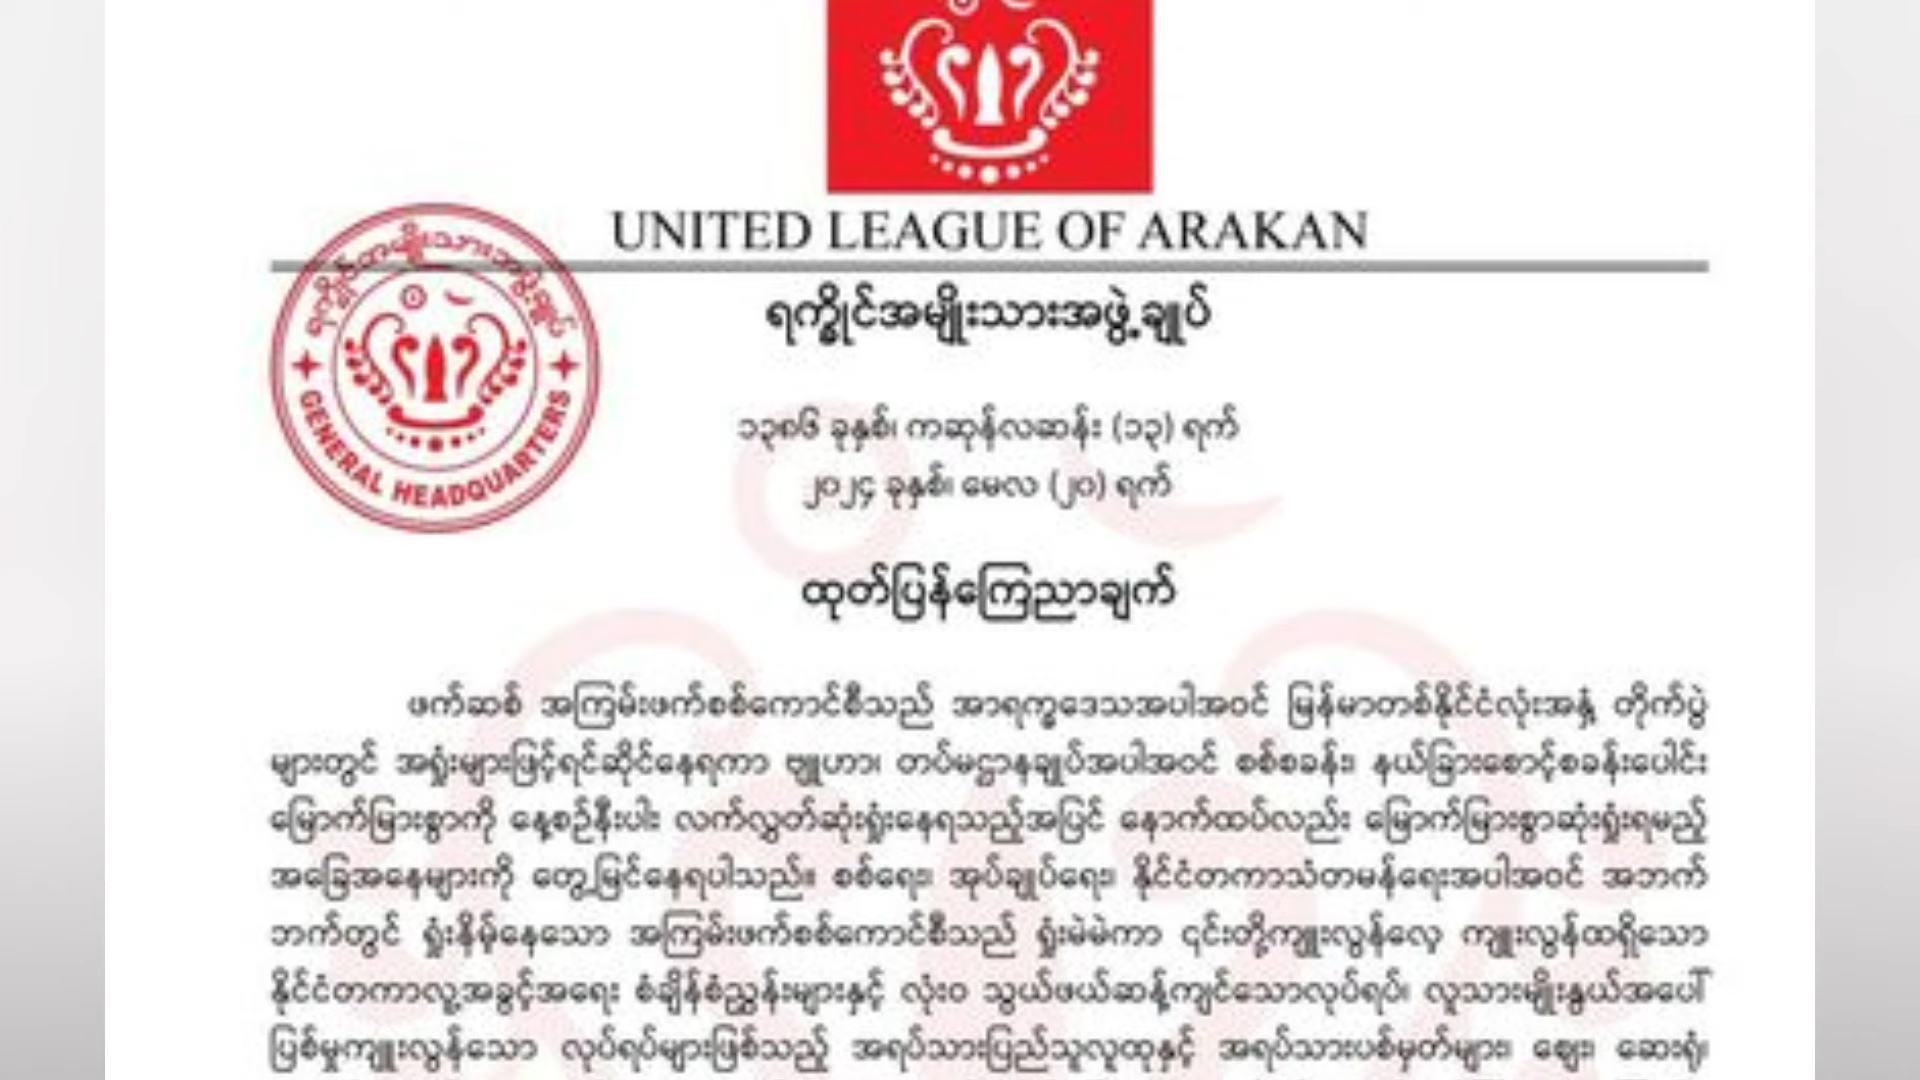 UNITED LEAGUE OF ARAKAN
ရက္ခိုင်အမျိုးသားအဖွဲ့ချုပ်
ရက္ခိုင်အမျိုးသားအဖွဲ့ချုပ်
GENERAL HEADQUARTERS
၁၃၈၆ ခုနှစ်၊ ကဆုန်လဆန်း (၁၃) ရက်
၂၀၂၄ ခုနှစ်၊ မေလ (၂၀) ရက်
ထုတ်ပြန်ကြေညာချက်
ဖက်ဆစ် အကြမ်းဖက်စစ်ကောင်စီသည် အာရက္ခဒေသအပါအဝင် မြန်မာတစ်နိုင်ငံလုံးအနှံ့ တိုက်ပွဲ
များတွင် အရှုံးများဖြင့်ရင်ဆိုင်နေရကာ ဗျူဟာ၊ တပ်မဌာနချုပ်အပါအဝင် စစ်စခန်း၊ နယ်ခြားစောင့်စခန်းပေါင်း
မြောက်မြားစွာကို နေ့စဉ်နီးပါး လက်လွှတ်ဆုံးရှုံးနေရသည့်အပြင် နောက်ထပ်လည်း မြောက်မြားစွာဆုံးရှုံးရမည့်
အခြေအနေများကို တွေ့မြင်နေရပါသည်။ စစ်ရေး၊ အုပ်ချုပ်ရေး၊ နိုင်ငံတကာသံတမန်ရေးအပါအဝင် အဘက်
ဘက်တွင် ရှုံးနိမ့်နေသော အကြမ်းဖက်စစ်ကောင်စီသည် ရှုံးမဲမဲကာ ၎င်းတို့ကျူးလွန်လေ့ ကျူးလွန်ထရှိသော
နိုင်ငံတကာလူ့အခွင့်အရေး စံချိန်စံညွှန်းများနှင့် လုံးဝ သွယ်ဖယ်ဆန့်ကျင်သောလုပ်ရပ်၊ လူသားမျိုးနွယ်အပေါ်
ပြစ်မှုကျူးလွန်သော လုပ်ရပ်များဖြစ်သည့် အရပ်သားပြည်သူလူထုနှင့် အရပ်သားပစ်မှတ်များ၊ ဈေး၊ ဆေးရုံ၊